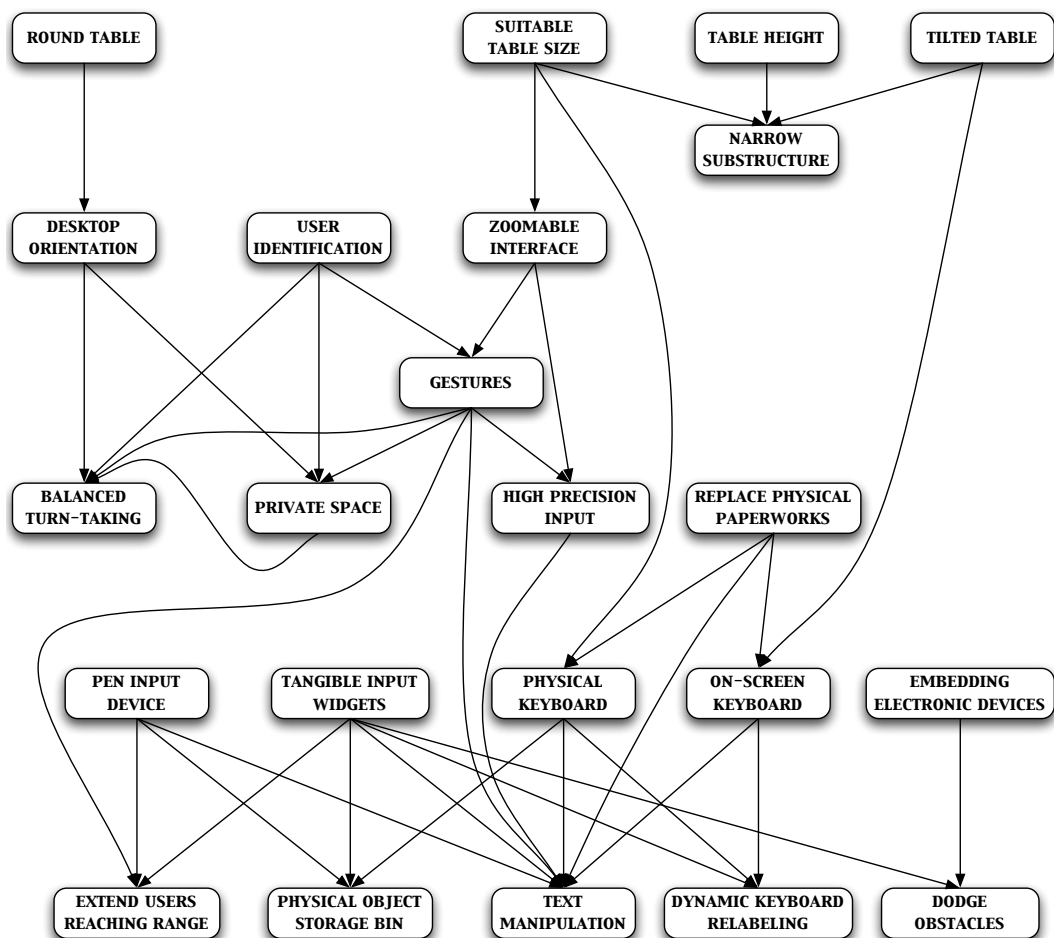 ROUND TABLE
SUITABLE
TABLE SIZE
TABLE HEIGHT
TILTED TABLE
NARROW
SUBSTRUCTURE
DESKTOP
ORIENTATION
USER
IDENTIFICATION
ZOOMABLE
INTERFACE
GESTURES
BALANCED
TURN-TAKING
PRIVATE SPACE
HIGH PRECISION
INPUT
REPLACE PHYSICAL
PAPERWORKS
PEN INPUT
DEVICE
TANGIBLE INPUT
WIDGETS
PHYSICAL
KEYBOARD
ON-SCREEN
KEYBOARD
EMBEDDING
ELECTRONIC DEVICES
EXTEND USERS
REACHING RANGE
PHYSICAL OBJECT
STORAGE BIN
TEXT
MANIPULATION
DYNAMIC KEYBOARD
RELABELING
DODGE
OBSTACLES